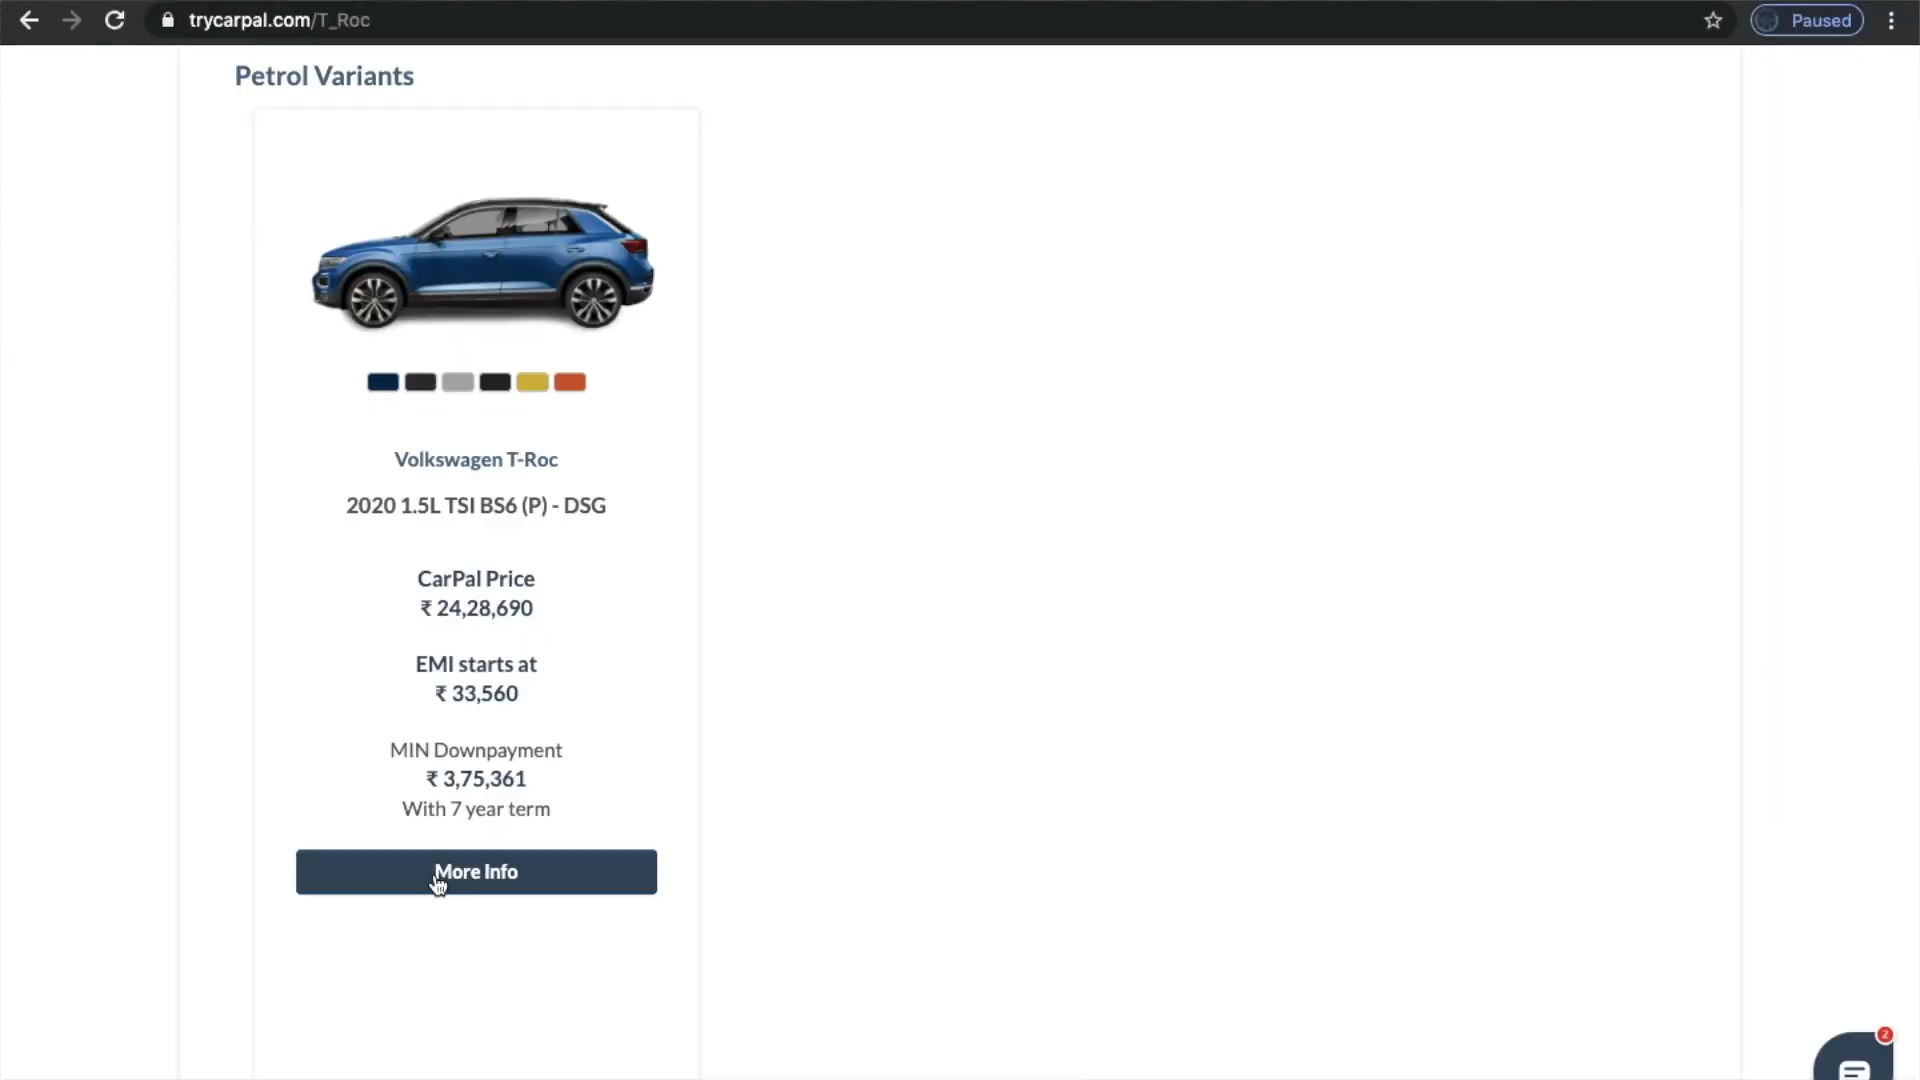 trycarpal.com/T_Roc
Paused
Petrol Variants
Volkswagen T-Roc
2020 1.5L TSI BS6 (P) - DSG
CarPal Price
₹ 24,28,690
EMI starts at
₹ 33,560
MIN Downpayment
₹ 3,75,361
With 7 year term
More Info
2